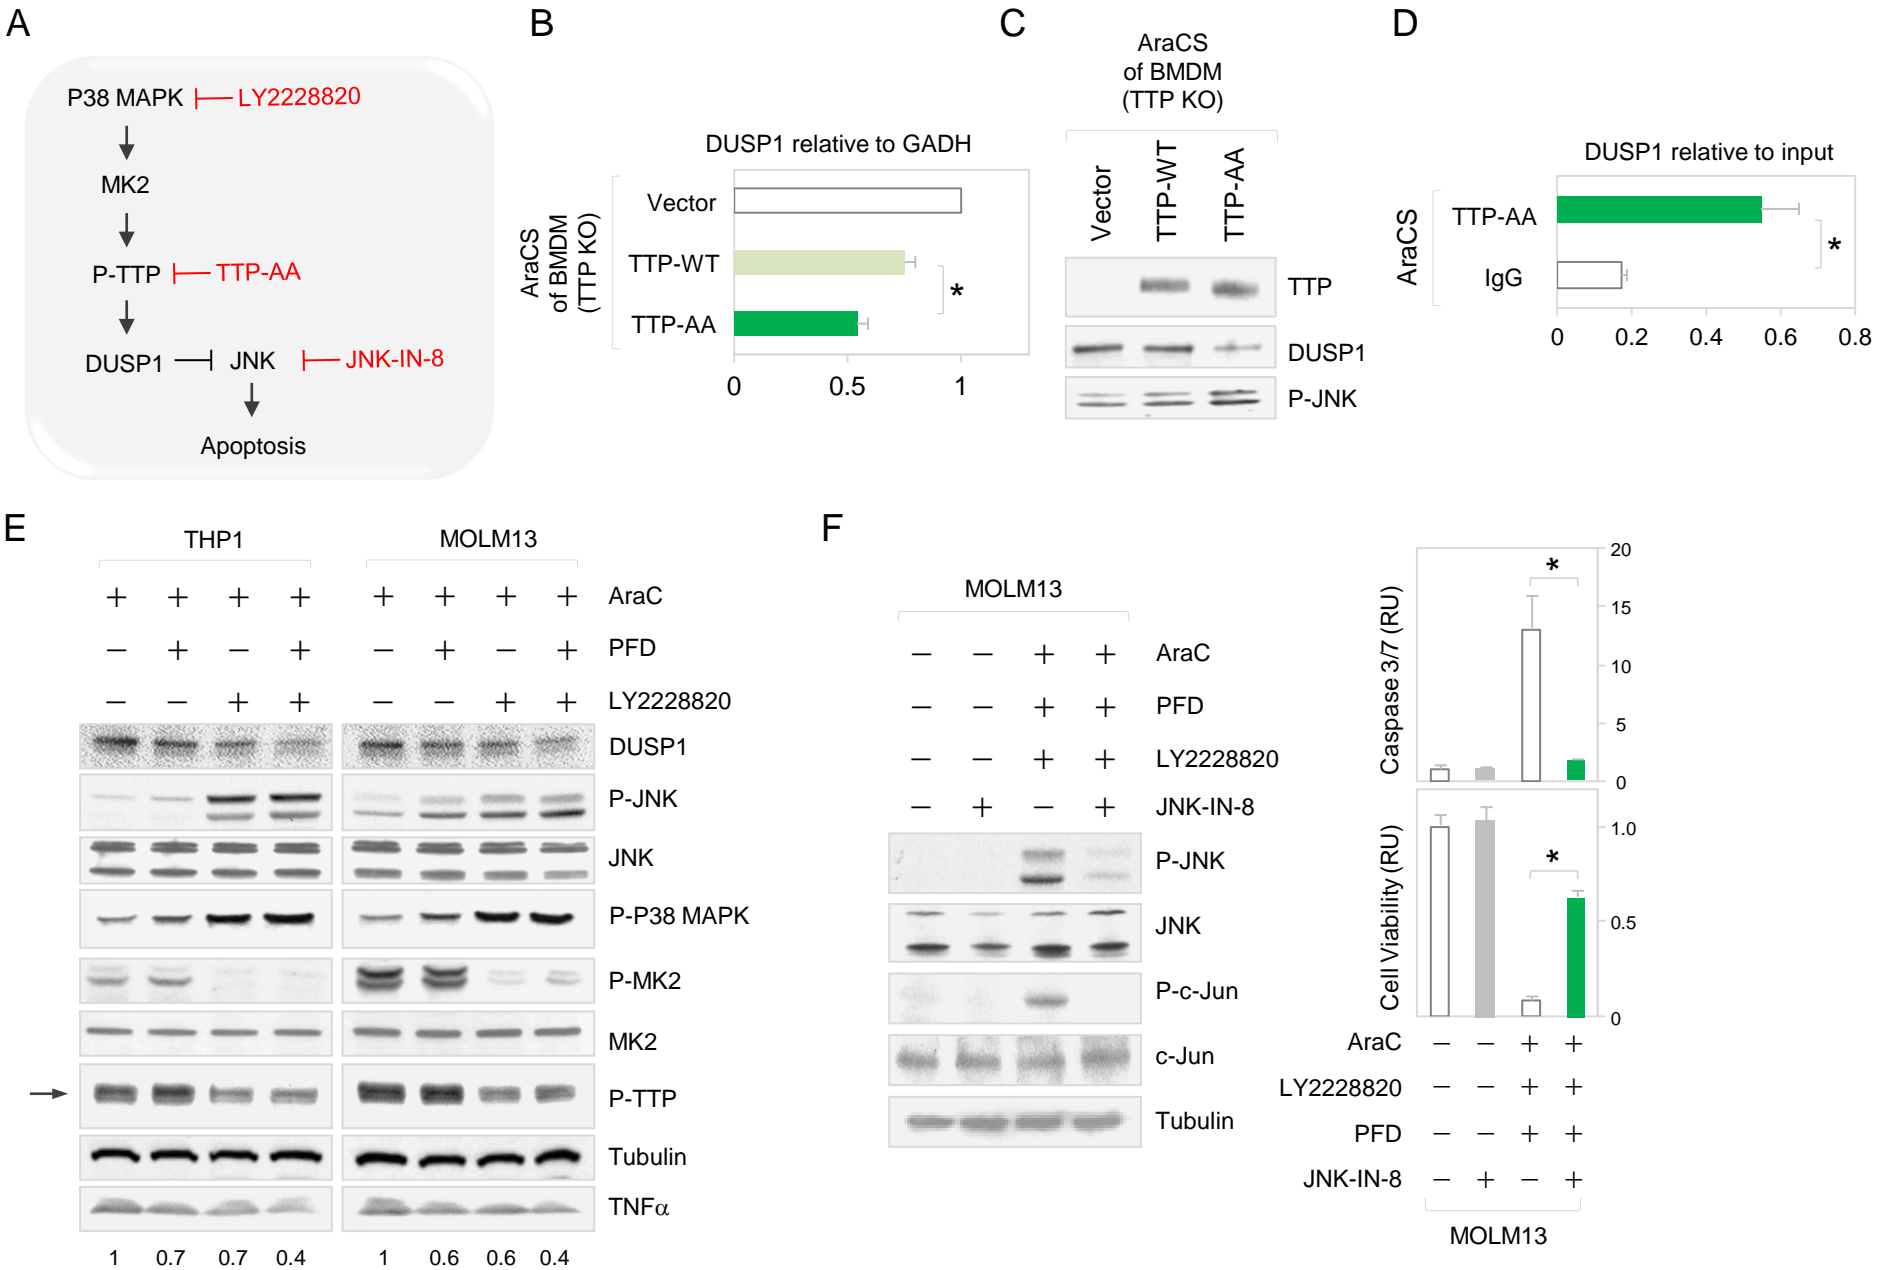 A
P38 MAPK
LY2228820
MK2
P-TTP
TTP-AA
DUSP1
JNK
JNK-IN-8
Apoptosis
B
DUSP1 relative to GADH
AraCS
of BMDM
(TTP KO)
Vector
TTP-WT
TTP-AA
*
0 0.5 1
C
AraCS
of BMDM
(TTP KO)
Vector
TTP-WT
TTP-AA
TTP
DUSP1
P-JNK
D
DUSP1 relative to input
AraCS
TTP-AA
IgG
*
0 0.2 0.4 0.6 0.8
E
THP1 MOLM13
+ + + + + + + + AraC
− + − + − + − + PFD
− − + + − − + + LY2228820
DUSP1
P-JNK
JNK
P-P38 MAPK
P-MK2
MK2
P-TTP
Tubulin
TNFα
1 0.7 0.7 0.4 1 0.6 0.6 0.4
F
MOLM13
− − + + AraC
− − + + PFD
− − + + LY2228820
− + − + JNK-IN-8
P-JNK
JNK
P-c-Jun
c-Jun
Tubulin
Caspase 3/7 (RU)
20
15
10
5
0
*
Cell Viability (RU)
1.0
0.5
0
*
AraC − − + +
LY2228820 − − + +
PFD − − + +
JNK-IN-8 − + − +
MOLM13